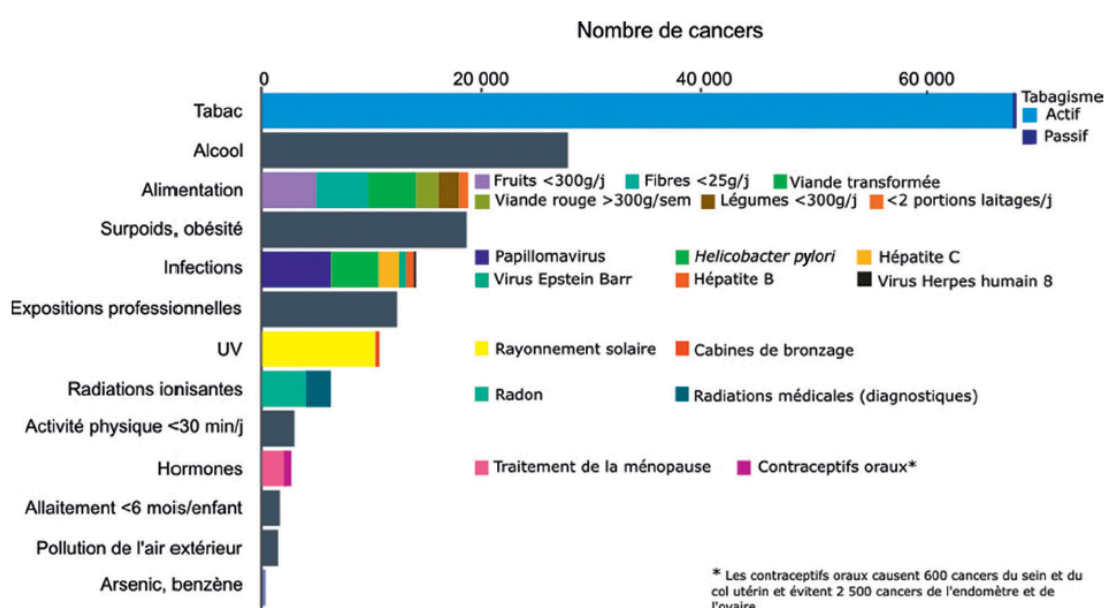 Nombre de cancers
0 20 000 40 000 60 000
Tabac
Tabagisme
Actif
Passif
Alcool
Alimentation
Fruits <300g/j Fibres <25g/j Viande transformée
Viande rouge >300g/sem Légumes <300g/j <2 portions laitages/j
Surpoids, obésité
Infections
Papillomavirus Helicobacter pylori Hépatite C
Virus Epstein Barr Hépatite B Virus Herpes humain 8
Expositions professionnelles
UV
Rayonnement solaire Cabines de bronzage
Radiations ionisantes
Radon Radiations médicales (diagnostiques)
Activité physique <30 min/j
Hormones
Traitement de la ménopause Contraceptifs oraux*
Allaitement <6 mois/enfant
Pollution de l'air extérieur
Arsenic, benzène
* Les contraceptifs oraux causent 600 cancers du sein et du
col utérin et évitent 2 500 cancers de l'endomètre et de
l'ovaire